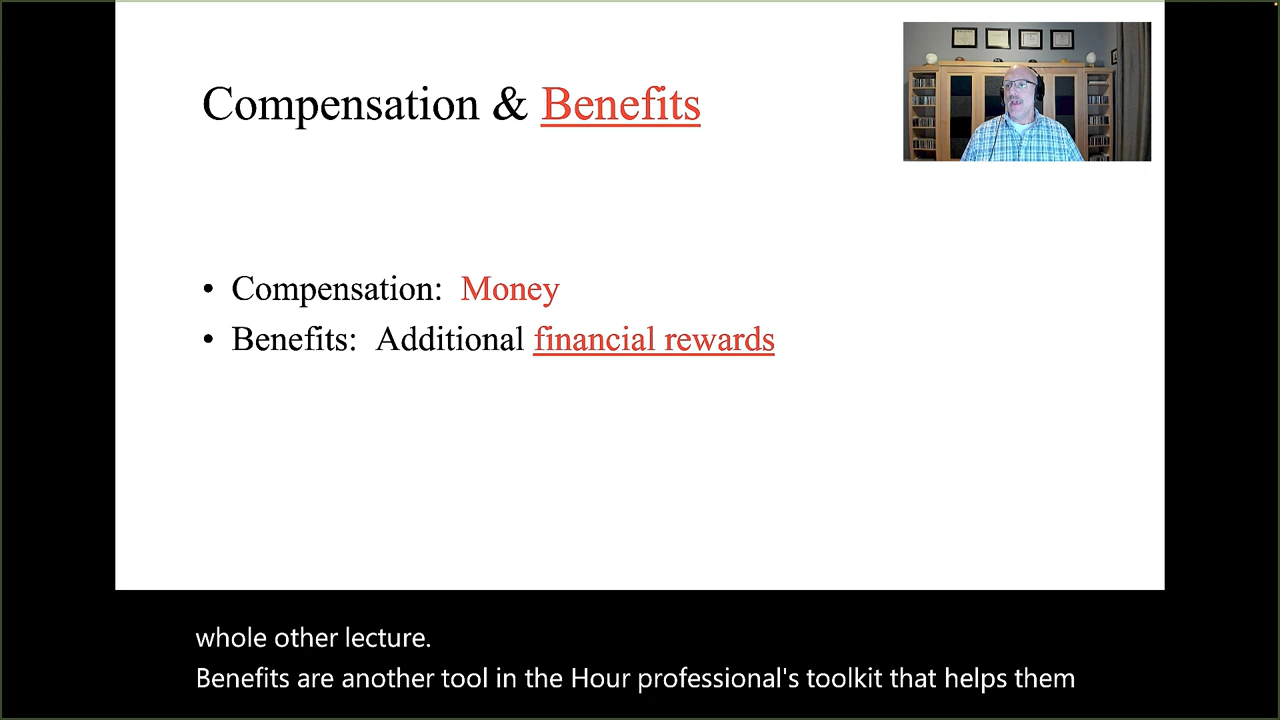 Compensation & Benefits
• Compensation: Money
• Benefits: Additional financial rewards
whole other lecture.
Benefits are another tool in the Hour professional's toolkit that helps them